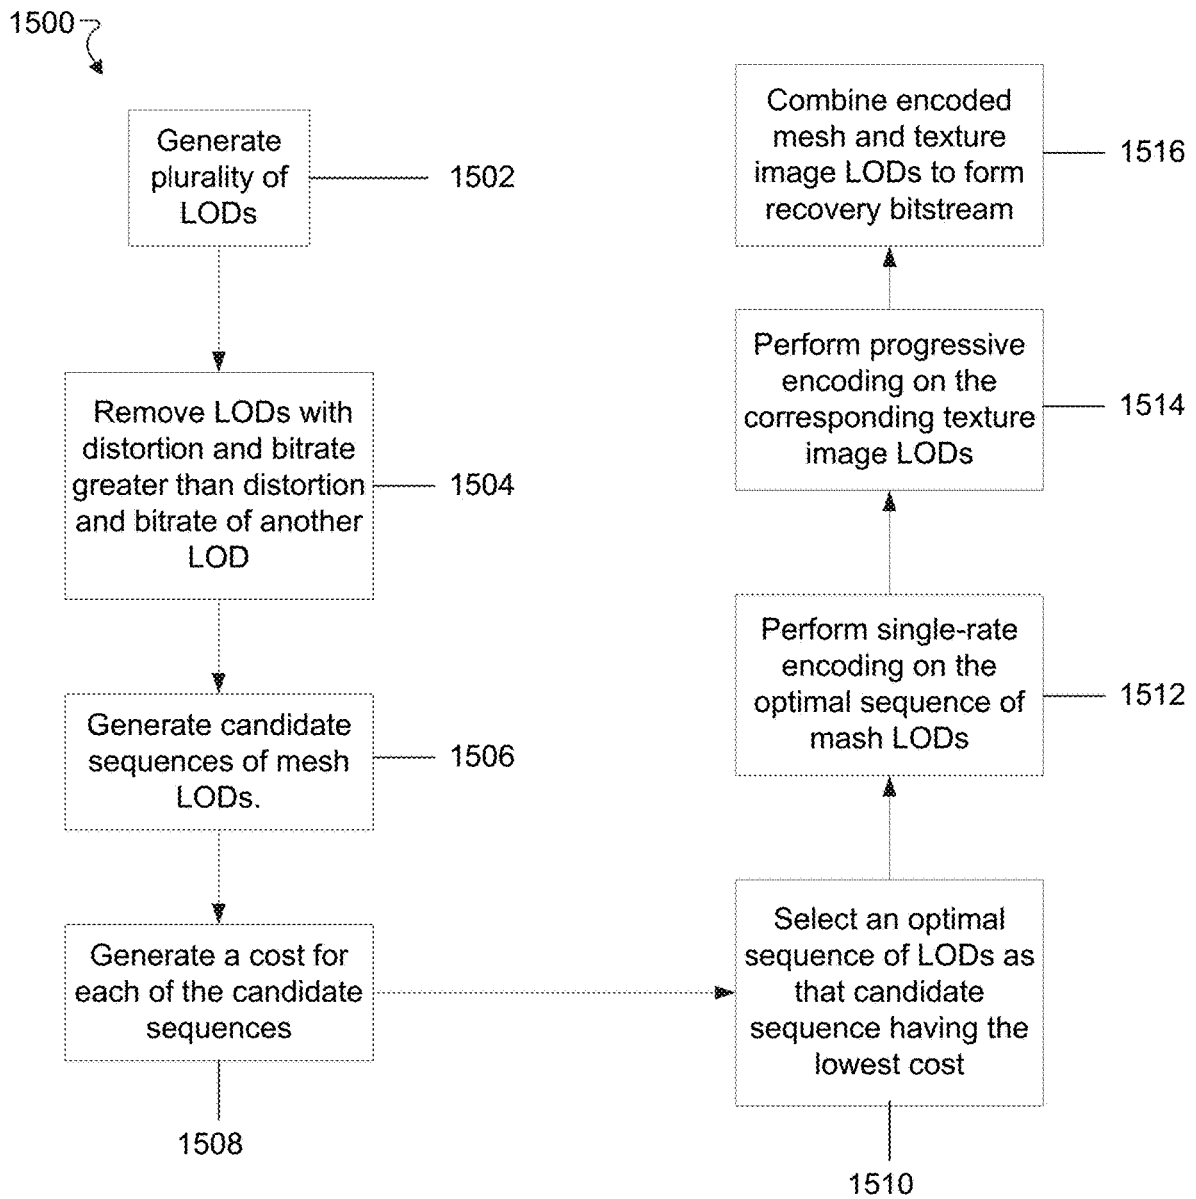 1500
Generate
plurality of
LODs
1502
Remove LODs with
distortion and bitrate
greater than distortion
and bitrate of another
LOD
1504
Generate candidate
sequences of mesh
LODs.
1506
Generate a cost for
each of the candidate
sequences
1508
Select an optimal
sequence of LODs as
that candidate
sequence having the
lowest cost
1510
Perform single-rate
encoding on the
optimal sequence of
mash LODs
1512
Perform progressive
encoding on the
corresponding texture
image LODs
1514
Combine encoded
mesh and texture
image LODs to form
recovery bitstream
1516